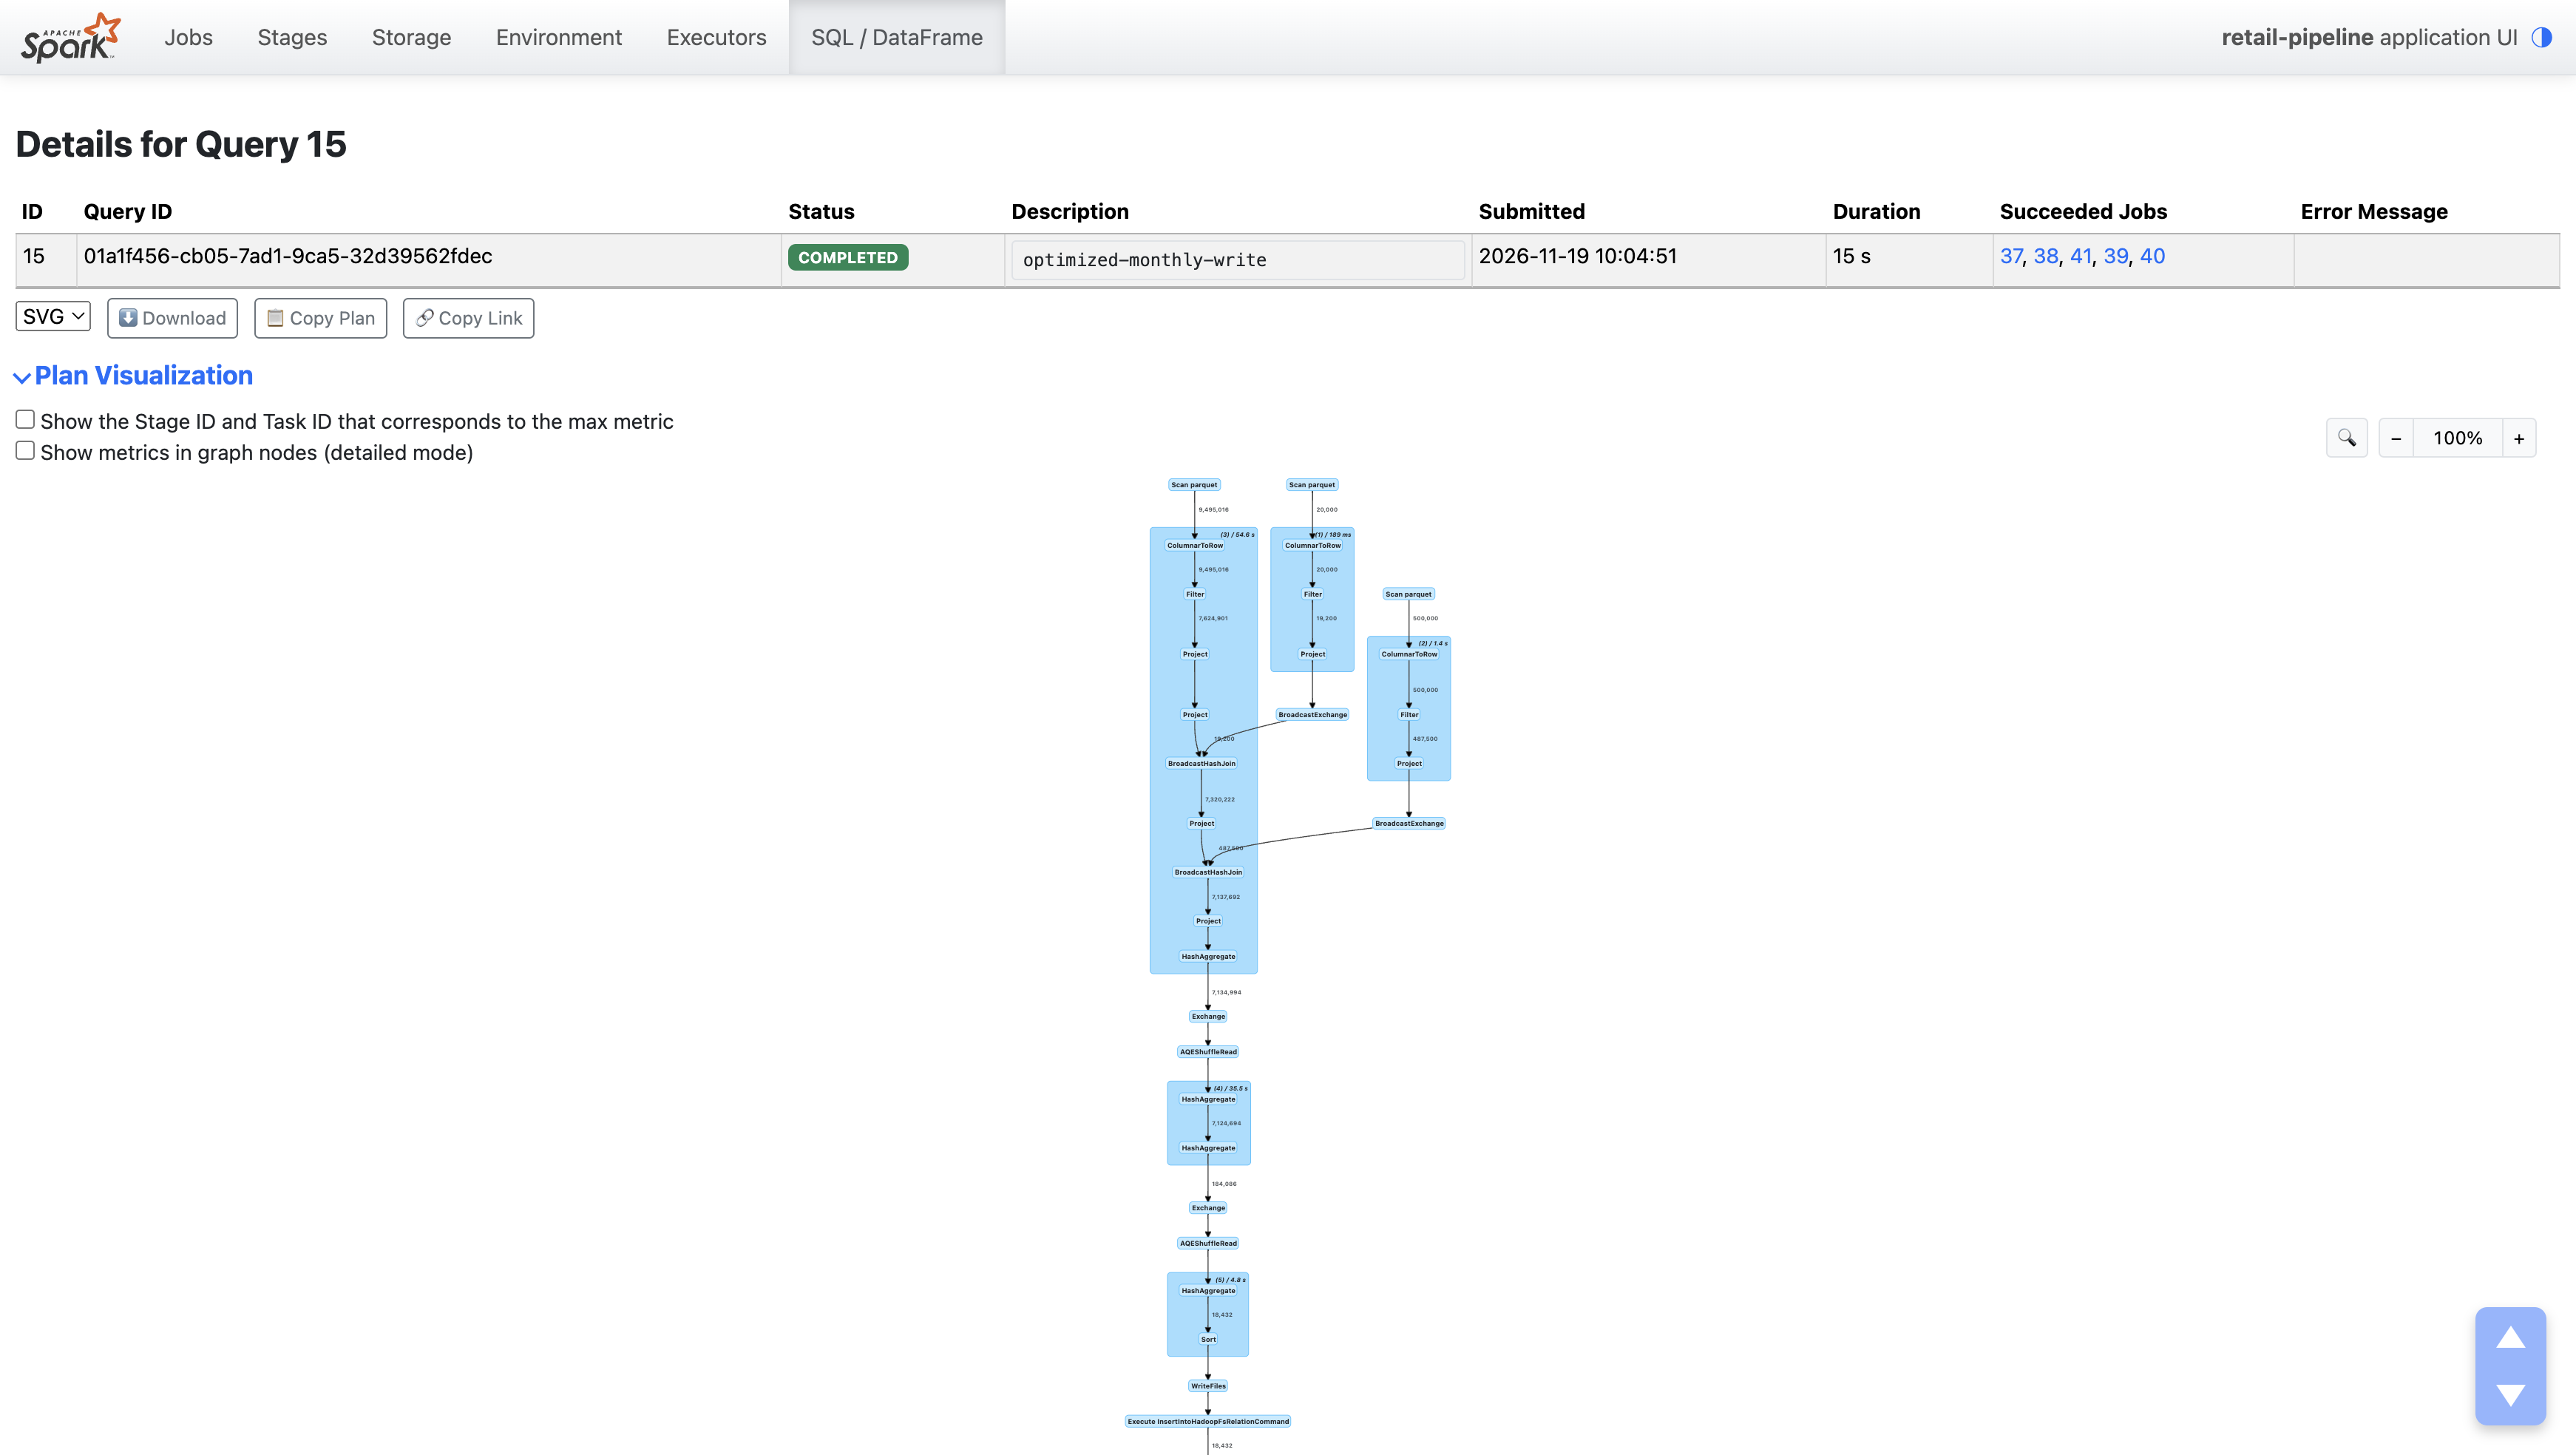 APACHE Spark Jobs Stages Storage Environment Executors SQL / DataFrame retail-pipeline application UI
Details for Query 15
ID Query ID Status Description Submitted Duration Succeeded Jobs Error Message
15 01a1f456-cb05-7ad1-9ca5-32d39562fdec COMPLETED optimized-monthly-write 2026-11-19 10:04:51 15 s 37, 38, 41, 39, 40
SVG Download Copy Plan Copy Link
Plan Visualization
Show the Stage ID and Task ID that corresponds to the max metric
Show metrics in graph nodes (detailed mode)
− 100% +
Scan parquet Scan parquet
9,495,016 20,000
(3) / 54.6 s (1) / 189 ms
ColumnarToRow ColumnarToRow
9,495,016 20,000
Filter Filter Scan parquet
7,624,901 19,200 500,000
(2) / 1.4 s
Project Project ColumnarToRow
500,000
Project BroadcastExchange Filter
19,200 487,500
BroadcastHashJoin Project
7,320,222
Project BroadcastExchange
487,500
BroadcastHashJoin
7,137,692
Project
HashAggregate
7,134,994
Exchange
AQEShuffleRead
(4) / 35.5 s
HashAggregate
7,124,694
HashAggregate
184,086
Exchange
AQEShuffleRead
(5) / 4.8 s
HashAggregate
18,432
Sort
WriteFiles
Execute InsertIntoHadoopFsRelationCommand
18,432